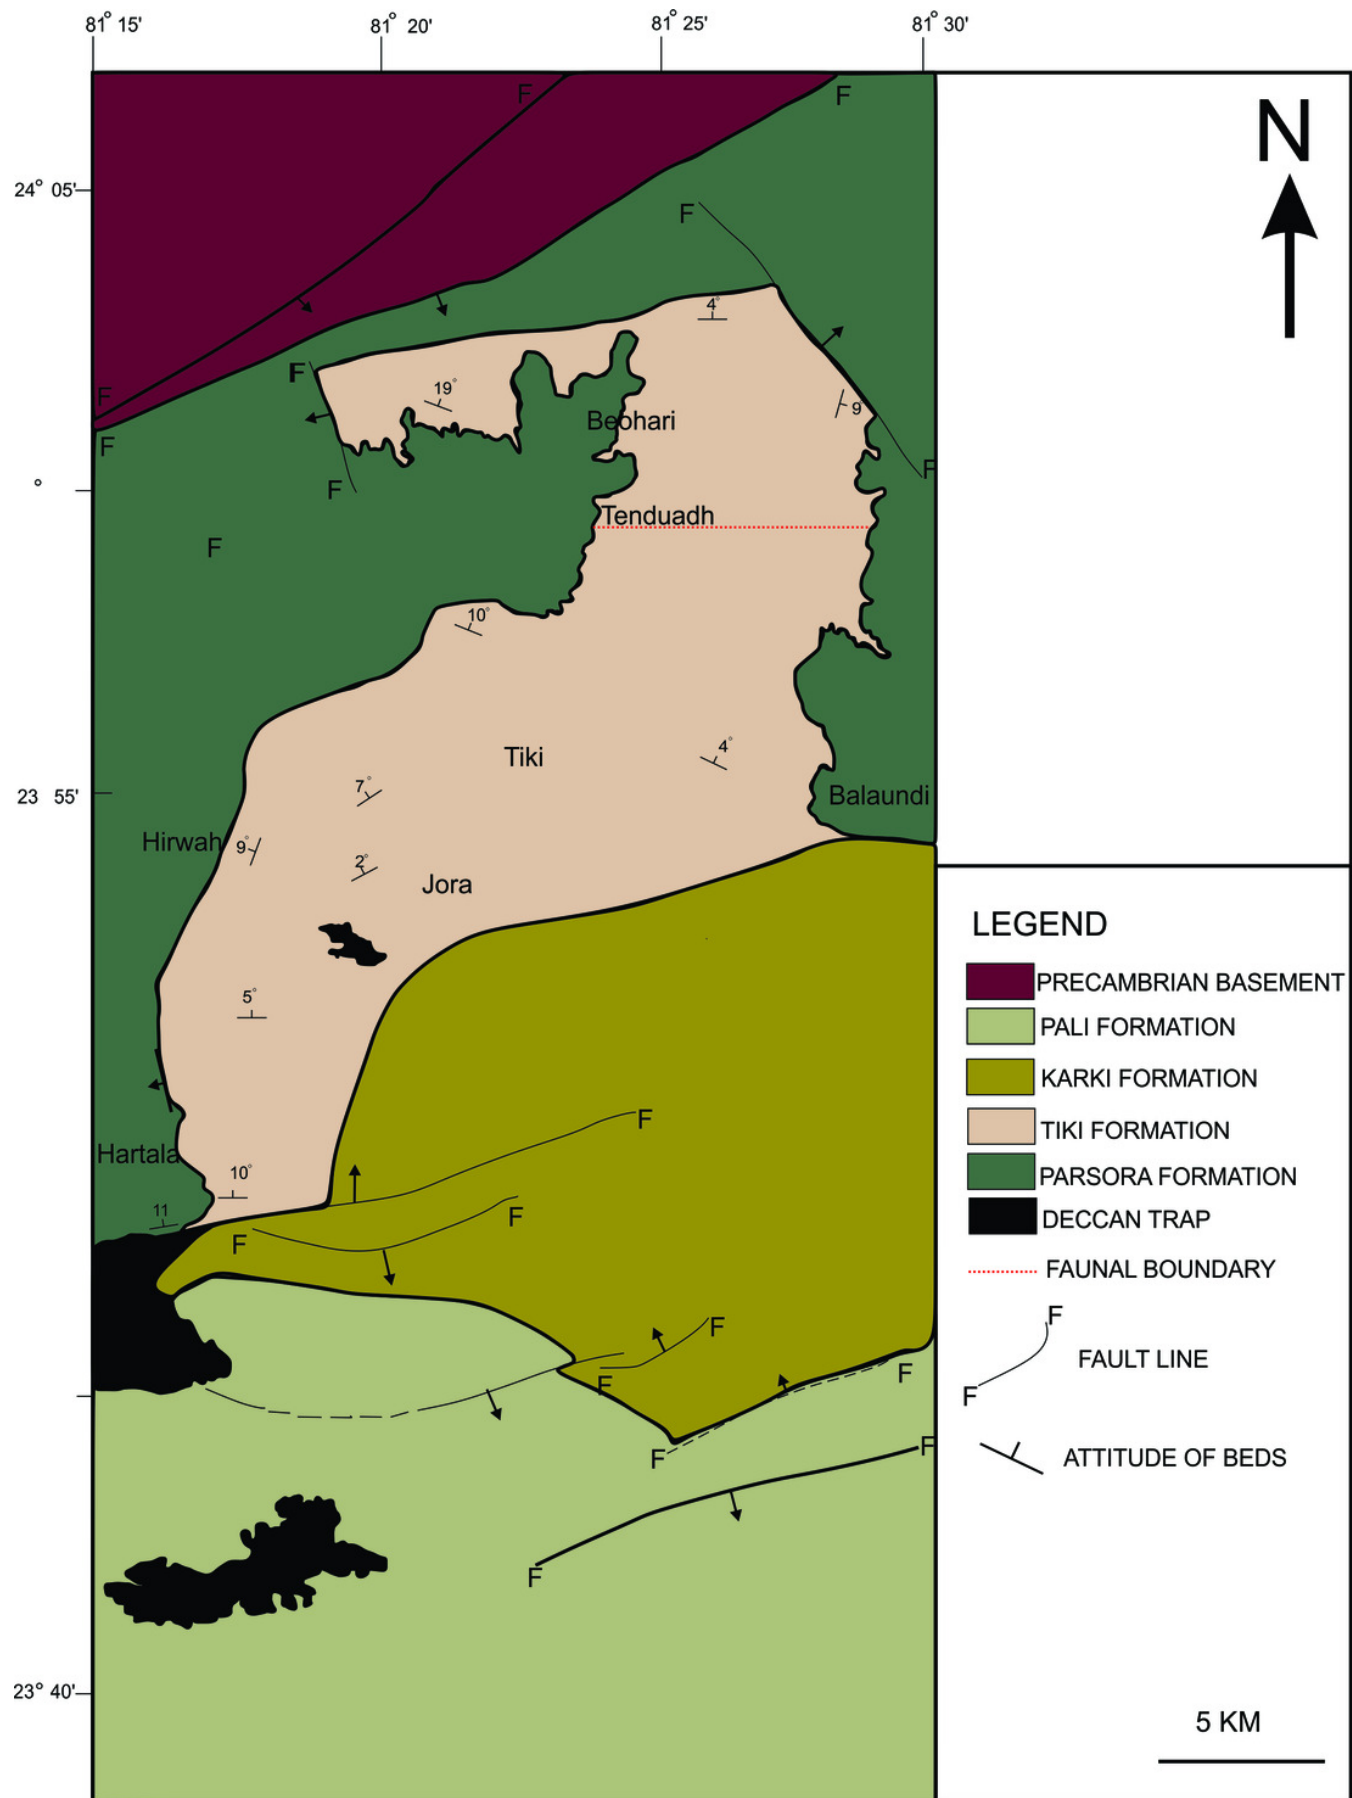 81° 15'
81° 20'
81° 25'
81° 30'
N
F
F
24° 05'
F
4°
F
19°
F
9
Beohari
F
F
F
°
Tenduadh
F
10°
4°
Tiki
7°
23 55'
Balaundi
Hirwah
9°
2°
Jora
LEGEND
PRECAMBRIAN BASEMENT
5°
PALI FORMATION
KARKI FORMATION
F
TIKI FORMATION
Hartala
10°
PARSORA FORMATION
11
F
DECCAN TRAP
F
FAUNAL BOUNDARY
F
F
FAULT LINE
F
F
F
F
F
ATTITUDE OF BEDS
F
23° 40'
5 KM